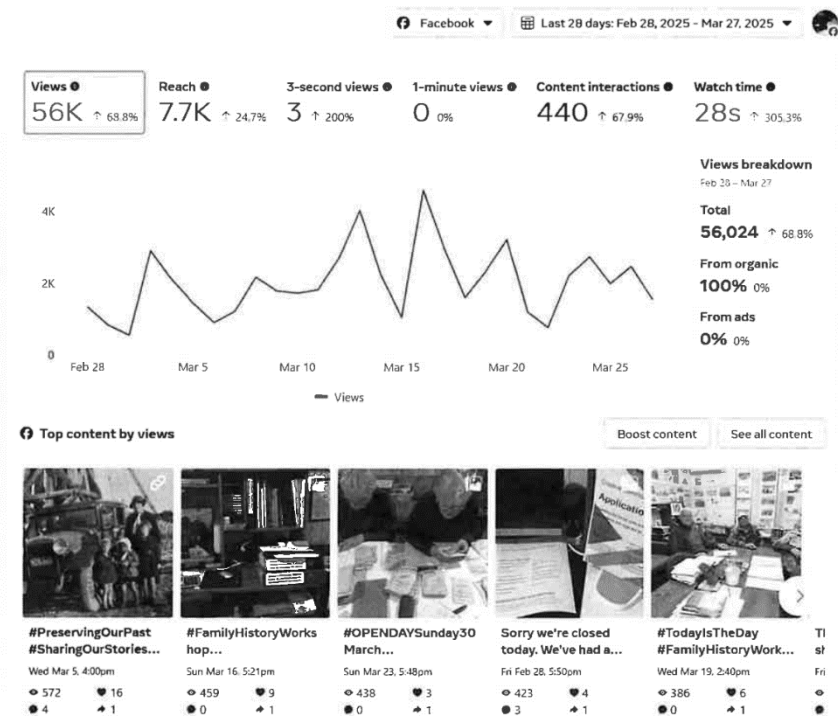 Facebook
Last 28 days: Feb 28, 2025 - Mar 27, 2025
Views Reach 3-second views 1-minute views Content interactions Watch time
56K ↑ 68.8% 7.7K ↑ 24.7% 3 ↑ 200% 0 0% 440 ↑ 67.9% 28s ↑ 305.3%
Views breakdown
Feb 28 – Mar 27
Total
56,024 ↑ 68.8%
From organic
100% 0%
From ads
0% 0%
4K
2K
0
Feb 28 Mar 5 Mar 10 Mar 15 Mar 20 Mar 25
Views
Top content by views
Boost content See all content
Applicatio
#PreservingOurPast
#SharingOurStories...
Wed Mar 5, 4:00pm
572 16
4 1
#FamilyHistoryWorks
hop...
Sun Mar 16, 5:21pm
459 9
0 1
#OPENDAYSunday30
March...
Sun Mar 23, 5:48pm
438 3
0 1
Sorry we're closed
today. We've had a...
Fri Feb 28, 5:50pm
423 4
3 1
#TodayIsTheDay
#FamilyHistoryWork...
Wed Mar 19, 2:40pm
386 6
0 1
Fri